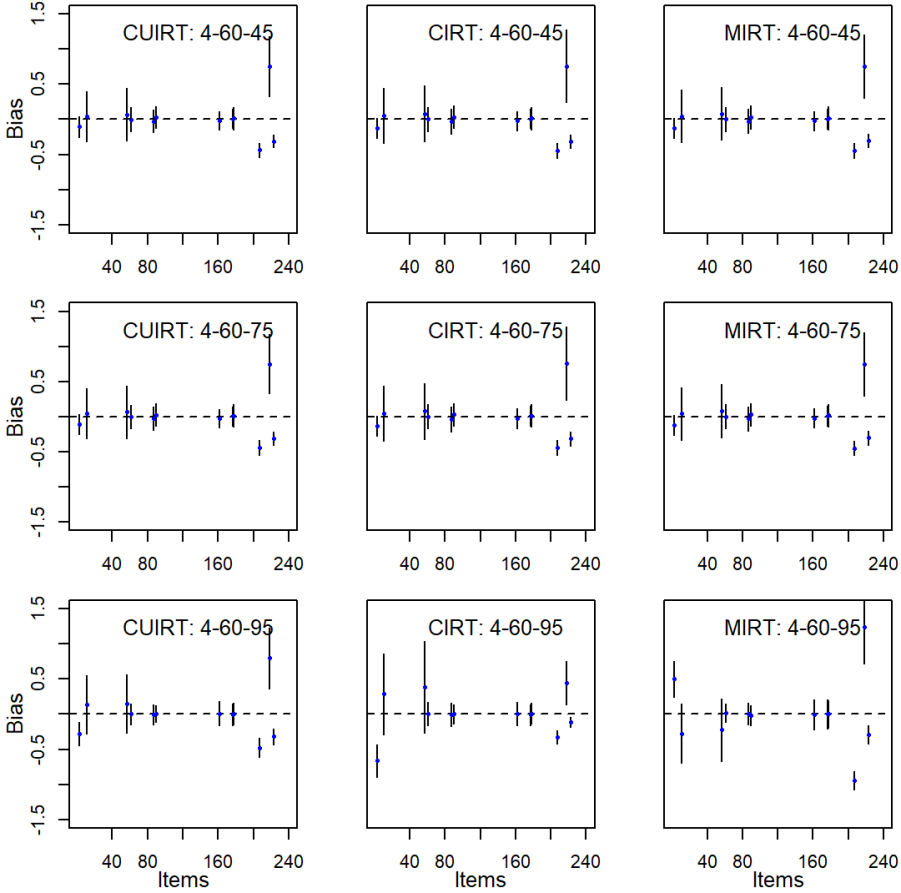 CUIRT: 4-60-45 CIRT: 4-60-45 MIRT: 4-60-45
1.5
0.5
-0.5
-1.5
Bias
40 80 160 240 40 80 160 240 40 80 160 240
CUIRT: 4-60-75 CIRT: 4-60-75 MIRT: 4-60-75
1.5
0.5
-0.5
-1.5
Bias
40 80 160 240 40 80 160 240 40 80 160 240
CUIRT: 4-60-95 CIRT: 4-60-95 MIRT: 4-60-95
1.5
0.5
-0.5
-1.5
Bias
40 80 160 240 40 80 160 240 40 80 160 240
Items Items Items